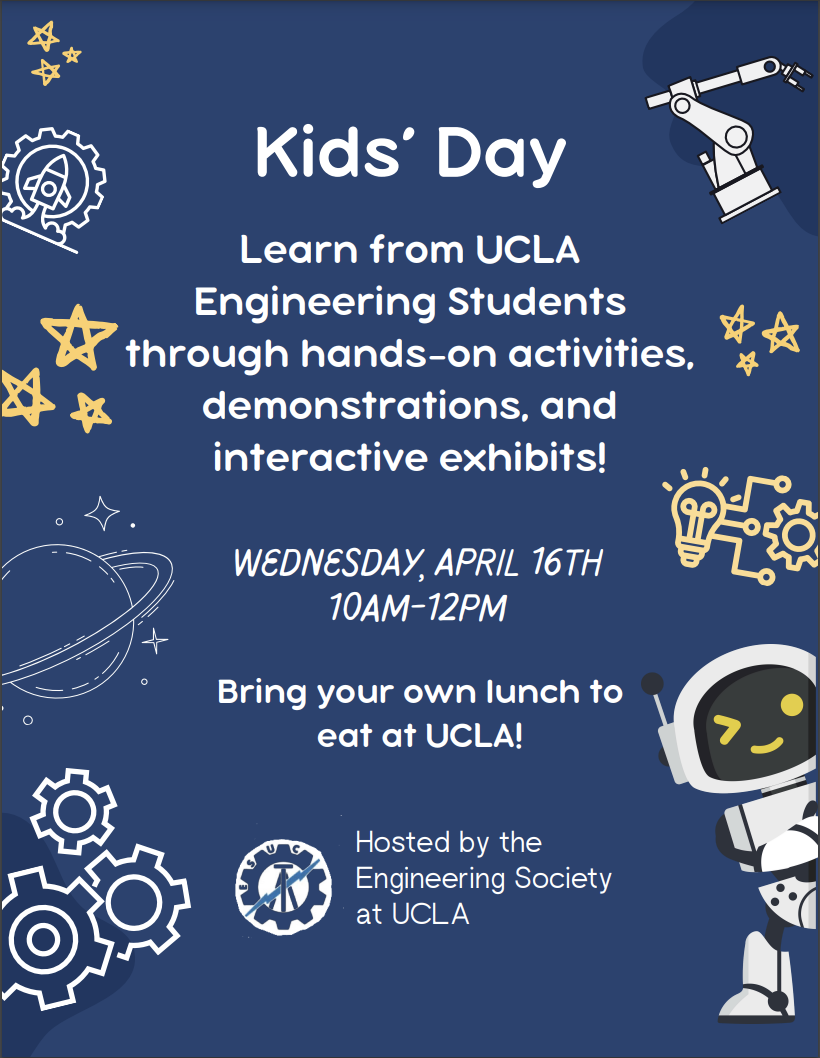 Kids' Day
Learn from UCLA
Engineering Students
through hands-on activities,
demonstrations, and
interactive exhibits!
WEDNESDAY, APRIL 16TH
10AM-12PM
Bring your own lunch to
eat at UCLA!
ESUC
Hosted by the
Engineering Society
at UCLA